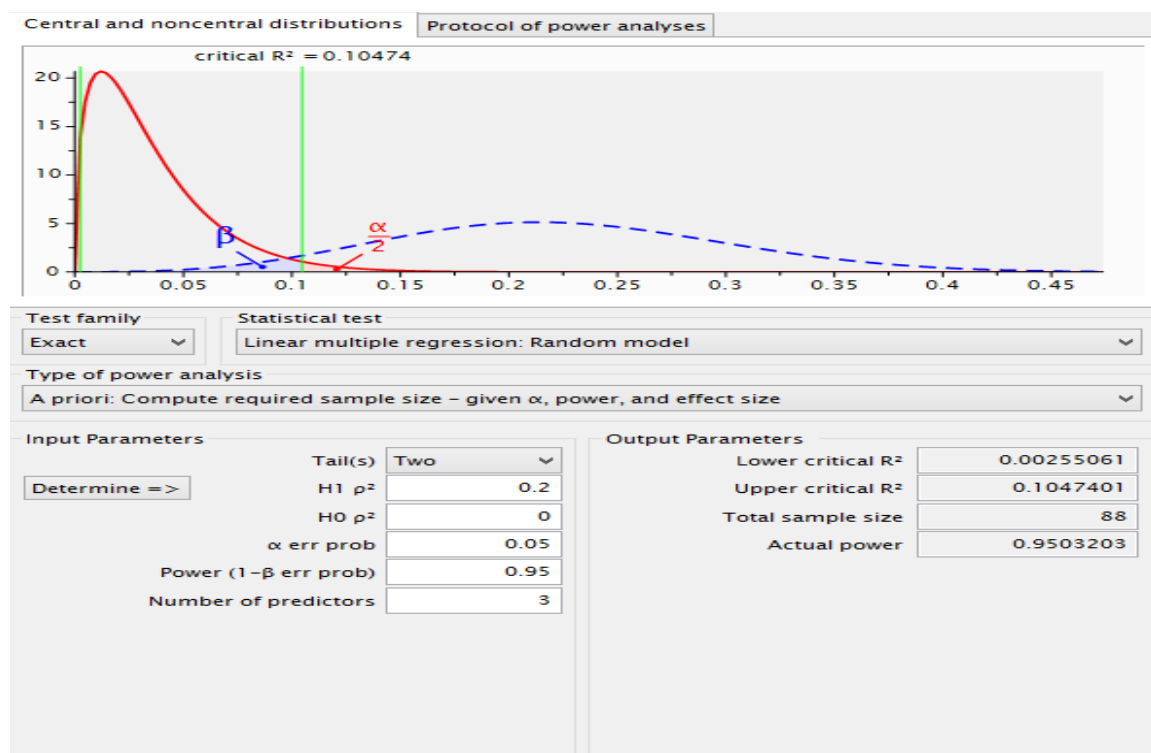 Central and noncentral distributions Protocol of power analyses
critical R² = 0.10474
20
15
10
5
0
β
α
2
0 0.05 0.1 0.15 0.2 0.25 0.3 0.35 0.4 0.45
Test family Statistical test
Exact Linear multiple regression: Random model
Type of power analysis
A priori: Compute required sample size – given α, power, and effect size
Input Parameters Output Parameters
Tail(s) Two Lower critical R² 0.00255061
Determine => H1 ρ² 0.2 Upper critical R² 0.1047401
H0 ρ² 0 Total sample size 88
α err prob 0.05 Actual power 0.9503203
Power (1–β err prob) 0.95
Number of predictors 3